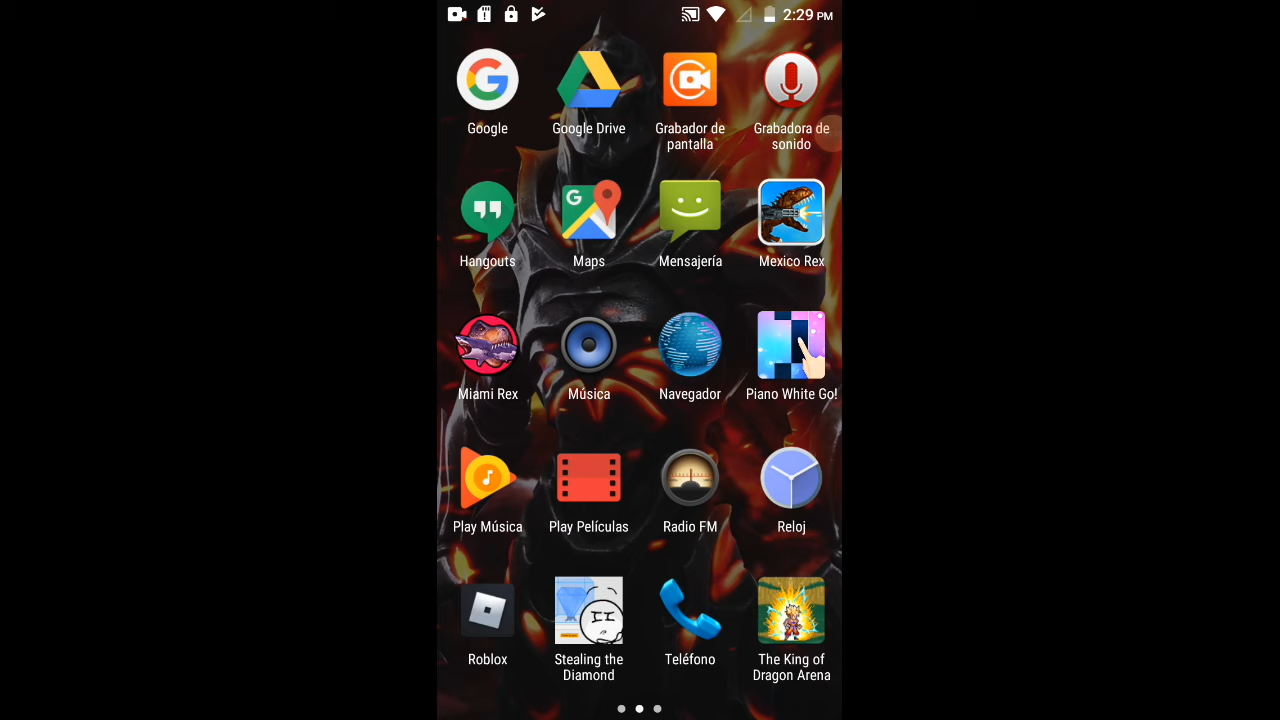 2:29 PM
Google
Google Drive
Grabador de
pantalla
Grabadora de
sonido
Hangouts
Maps
Mensajería
Mexico Rex
Miami Rex
Música
Navegador
Piano White Go!
Play Música
Play Películas
Radio FM
Reloj
Roblox
Stealing the
Diamond
Teléfono
The King of
Dragon Arena